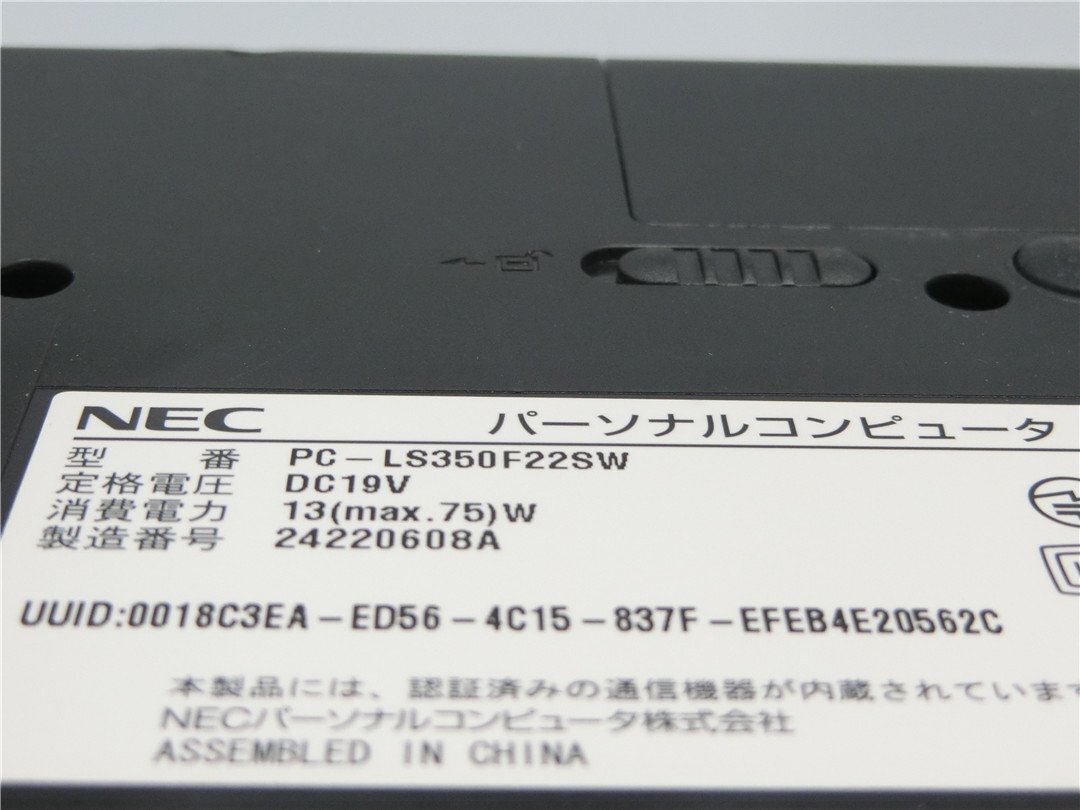 NEC パーソナルコンピュータ
型 番 PC-LS350F22SW
定格電圧 DC19V
消費電力 13(max.75)W
製造番号 24220608A
UUID:0018C3EA-ED56-4C15-837F-EFEB4E20562C
本製品には、認証済みの通信機器が内蔵されています
NECパーソナルコンピュータ株式会社
ASSEMBLED IN CHINA